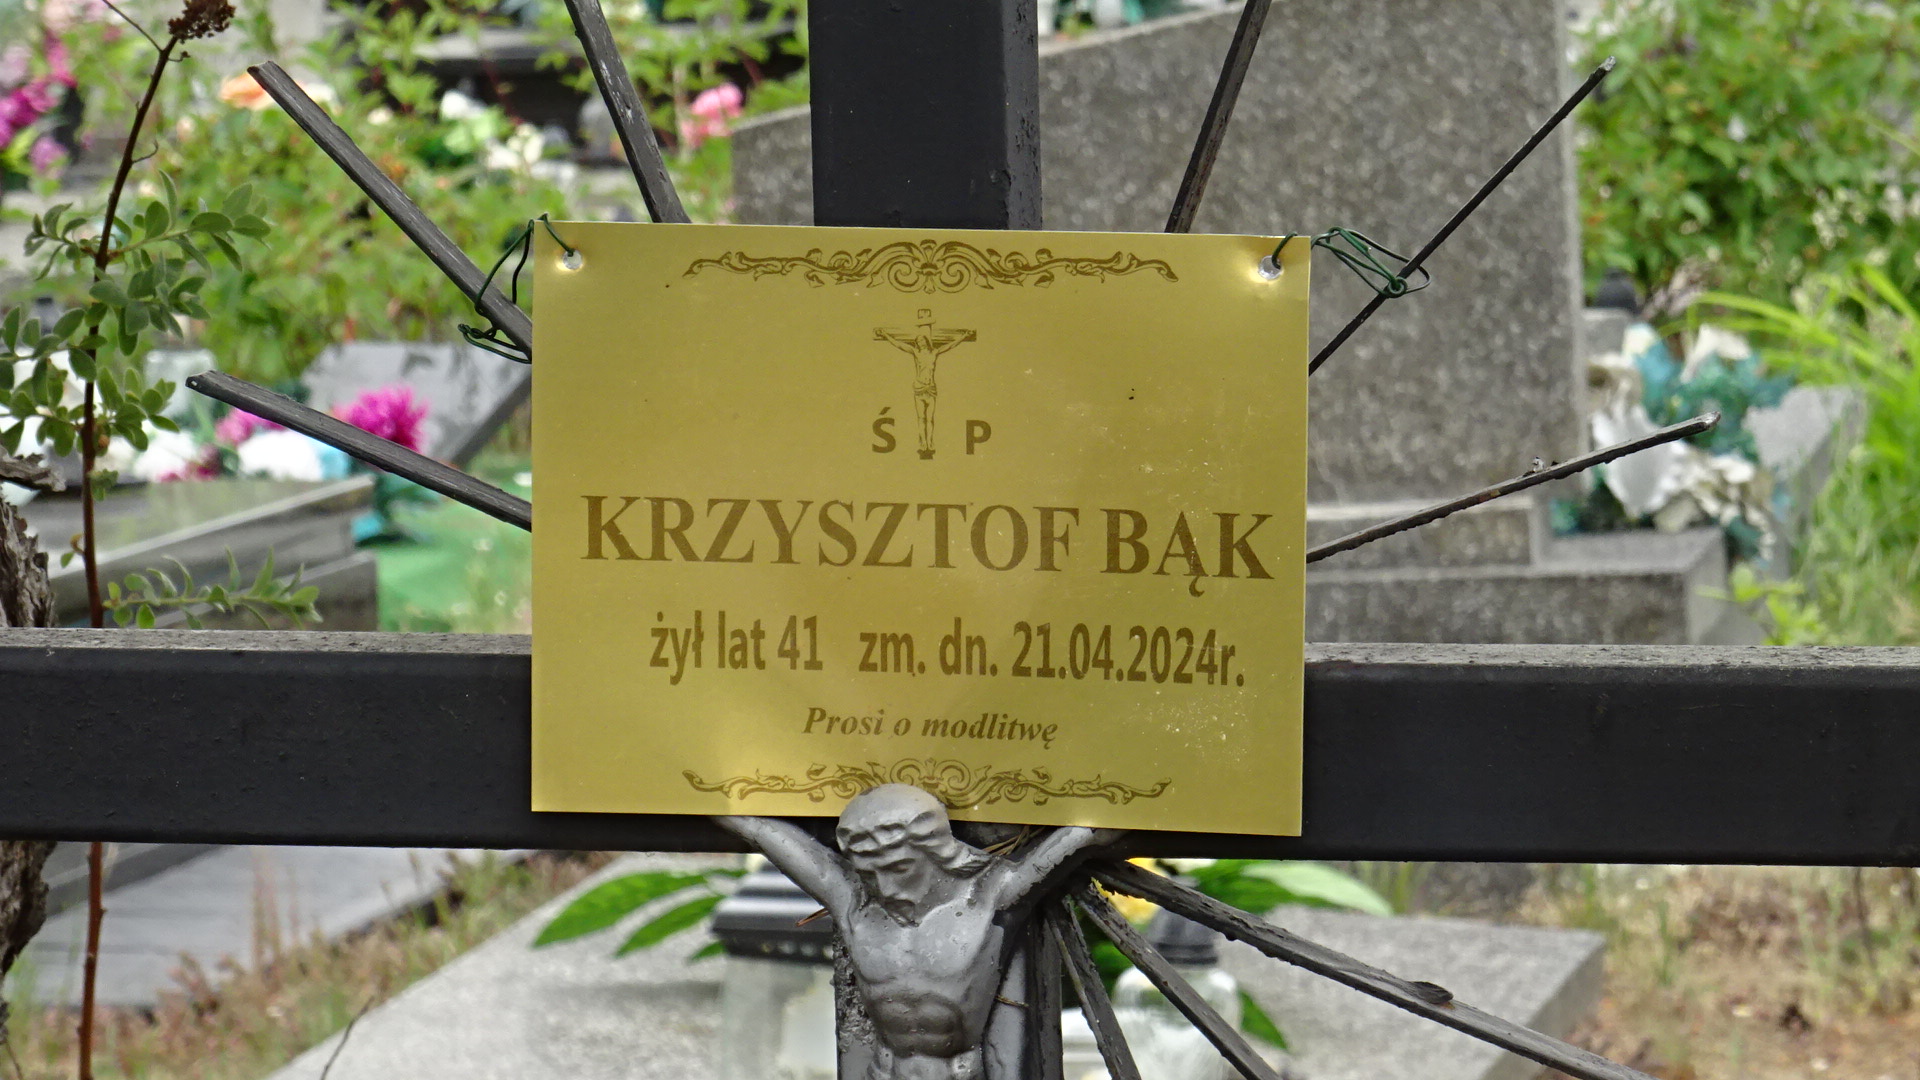 Ś P
KRZYSZTOF BĄK
żył lat 41 zm. dn. 21.04.2024r.
Prosi o modlitwę